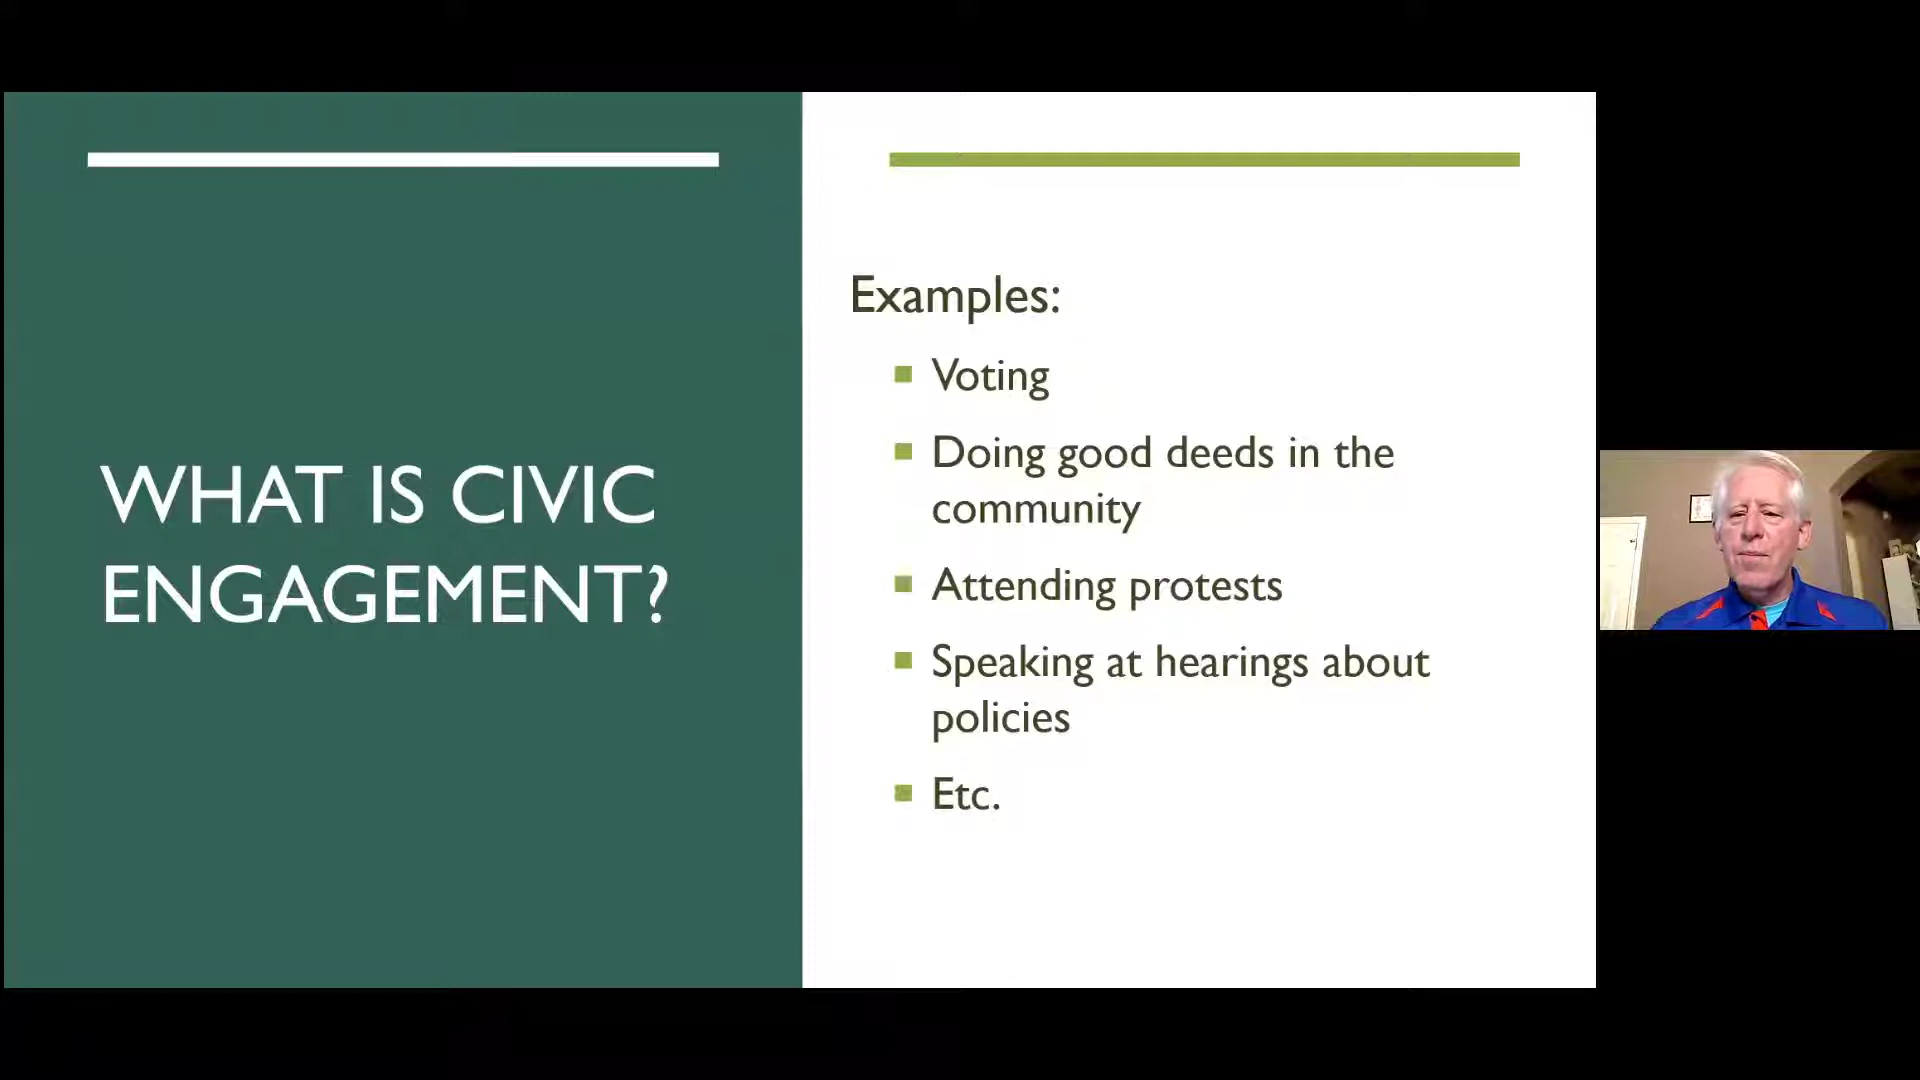 WHAT IS CIVIC
ENGAGEMENT?
Examples:
Voting
Doing good deeds in the
community
Attending protests
Speaking at hearings about
policies
Etc.